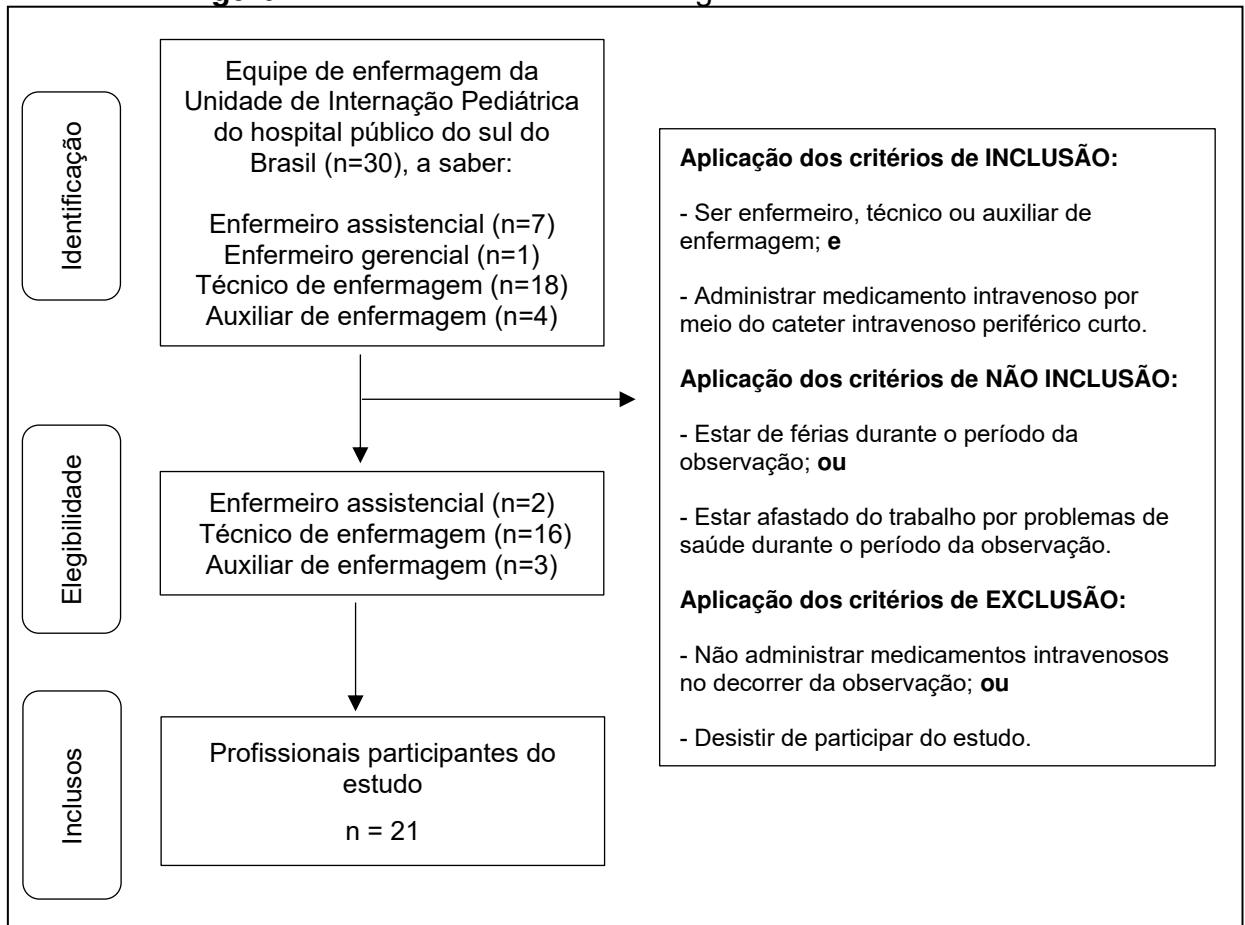 Identificação
Equipe de enfermagem da
Unidade de Internação Pediátrica
do hospital público do sul do
Brasil (n=30), a saber:
Enfermeiro assistencial (n=7)
Enfermeiro gerencial (n=1)
Técnico de enfermagem (n=18)
Auxiliar de enfermagem (n=4)
Aplicação dos critérios de INCLUSÃO:
- Ser enfermeiro, técnico ou auxiliar de
enfermagem; e
- Administrar medicamento intravenoso por
meio do cateter intravenoso periférico curto.
Aplicação dos critérios de NÃO INCLUSÃO:
- Estar de férias durante o período da
observação; ou
- Estar afastado do trabalho por problemas de
saúde durante o período da observação.
Aplicação dos critérios de EXCLUSÃO:
- Não administrar medicamentos intravenosos
no decorrer da observação; ou
- Desistir de participar do estudo.
Elegibilidade
Enfermeiro assistencial (n=2)
Técnico de enfermagem (n=16)
Auxiliar de enfermagem (n=3)
Inclusos
Profissionais participantes do
estudo
n = 21